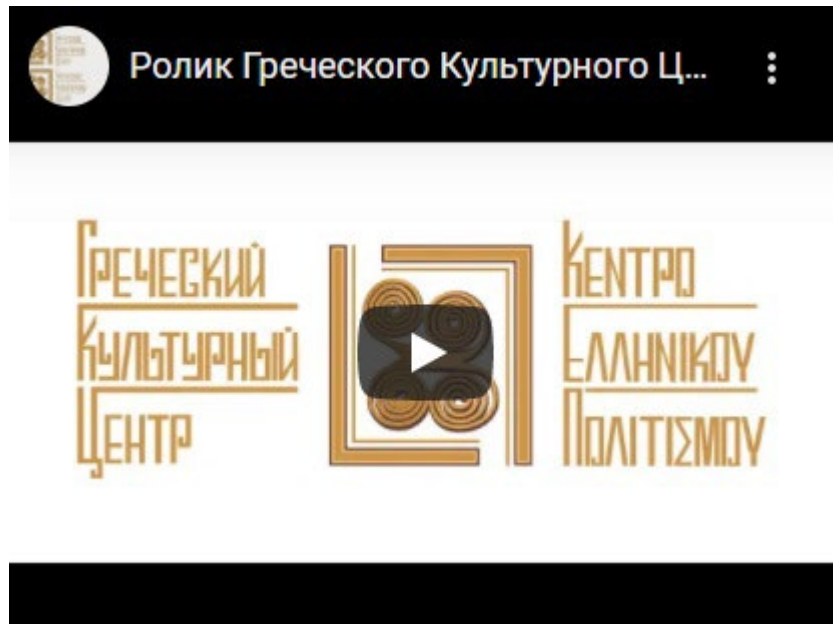 Ролик Греческого Культурного Ц...
Греческий
Культурный
Центр
Κεντρο
Ελληνικου
Πολιτισμου